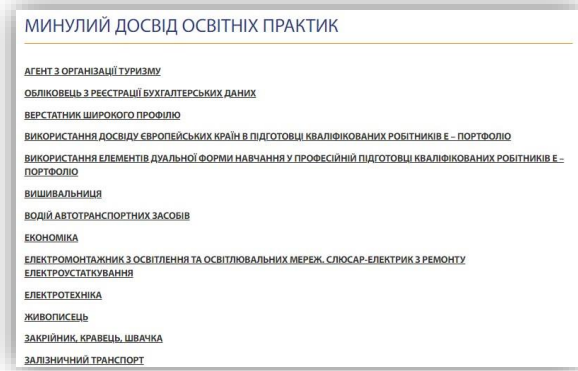 МИНУЛИЙ ДОСВІД ОСВІТНІХ ПРАКТИК
АГЕНТ З ОРГАНІЗАЦІЇ ТУРИЗМУ
ОБЛІКОВЕЦЬ З РЕЄСТРАЦІЇ БУХГАЛТЕРСЬКИХ ДАНИХ
ВЕРСТАТНИК ШИРОКОГО ПРОФІЛЮ
ВИКОРИСТАННЯ ДОСВІДУ ЄВРОПЕЙСЬКИХ КРАЇН В ПІДГОТОВЦІ КВАЛІФІКОВАНИХ РОБІТНИКІВ Е – ПОРТФОЛІО
ВИКОРИСТАННЯ ЕЛЕМЕНТІВ ДУАЛЬНОЇ ФОРМИ НАВЧАННЯ У ПРОФЕСІЙНІЙ ПІДГОТОВЦІ КВАЛІФІКОВАНИХ РОБІТНИКІВ Е –
ПОРТФОЛІО
ВИШИВАЛЬНИЦЯ
ВОДІЙ АВТОТРАНСПОРТНИХ ЗАСОБІВ
ЕКОНОМІКА
ЕЛЕКТРОМОНТАЖНИК З ОСВІТЛЕННЯ ТА ОСВІТЛЮВАЛЬНИХ МЕРЕЖ. СЛЮСАР-ЕЛЕКТРИК З РЕМОНТУ
ЕЛЕКТРОУСТАТКУВАННЯ
ЕЛЕКТРОТЕХНІКА
ЖИВОПИСЕЦЬ
ЗАКРІЙНИК, КРАВЕЦЬ, ШВАЧКА
ЗАЛІЗНИЧНИЙ ТРАНСПОРТ